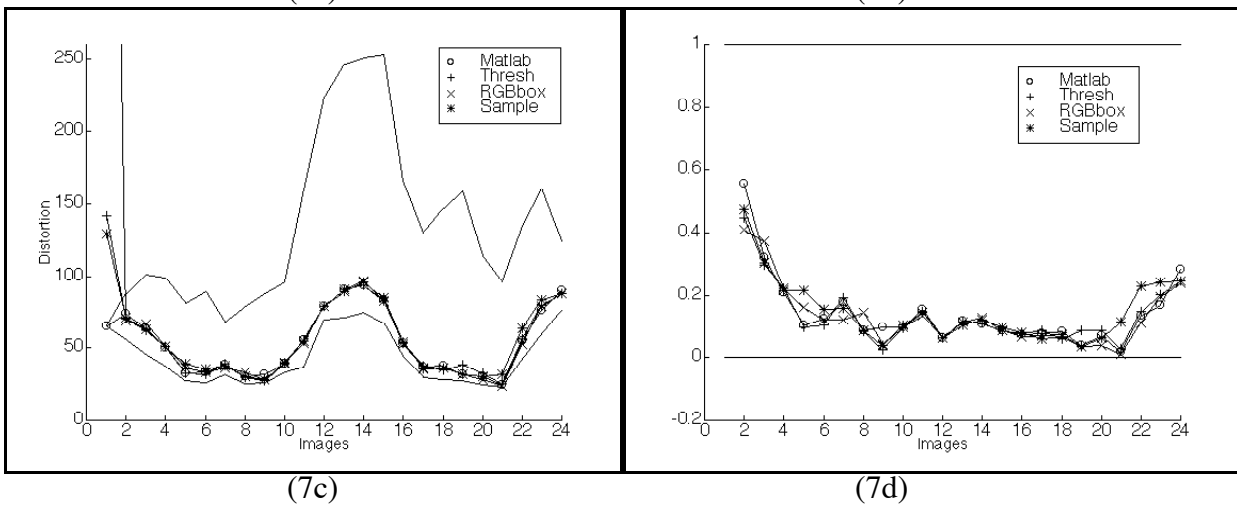 250
200
150
100
50
0
Distortion
0 2 4 6 8 10 12 14 16 18 20 22 24
Images
Matlab
Thresh
RGBbox
Sample
(7c)
1
0.8
0.6
0.4
0.2
0
-0.2
0 2 4 6 8 10 12 14 16 18 20 22 24
Images
Matlab
Thresh
RGBbox
Sample
(7d)